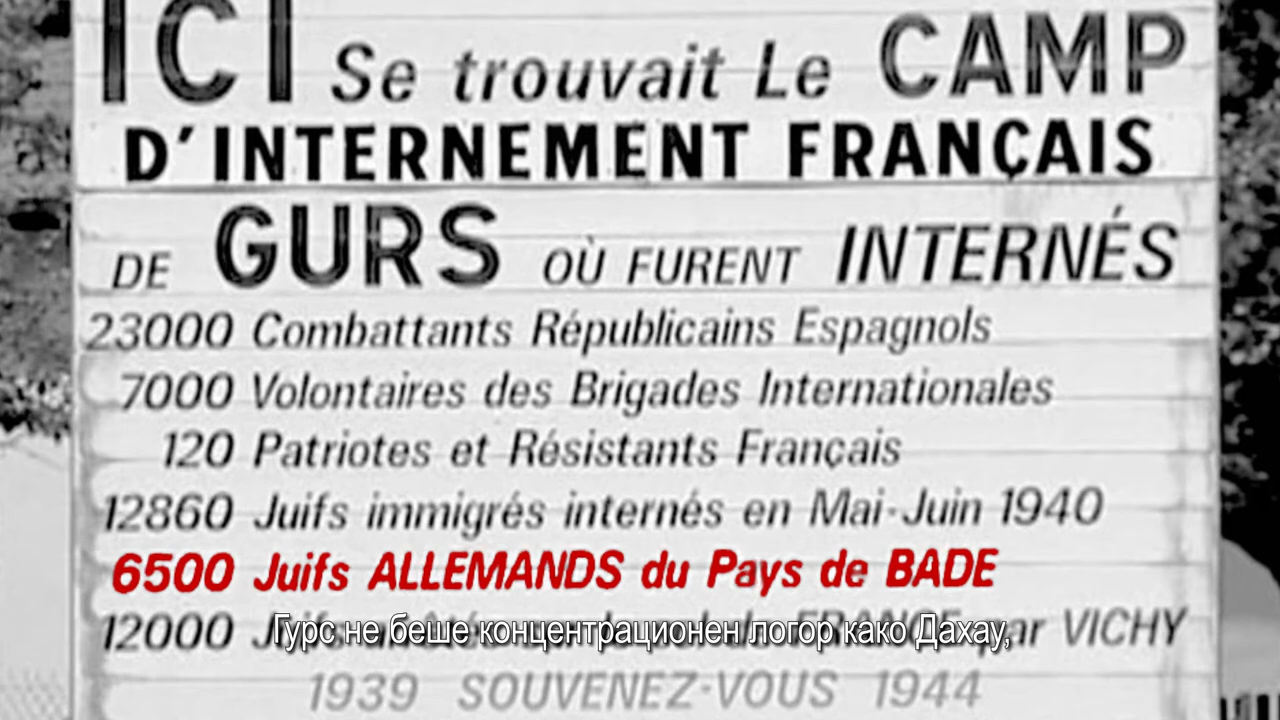 ICI Se trouvait Le CAMP
D'INTERNEMENT FRANÇAIS
DE GURS OÙ FURENT INTERNÉS
23000 Combattants Républicains Espagnols
7000 Volontaires des Brigades Internationales
120 Patriotes et Résistants Français
12860 Juifs immigrés internés en Mai-Juin 1940
6500 Juifs ALLEMANDS du Pays de BADE
12000 FRANCE par VICHY
Гурс не беше концентрационен логор како Дахау,
1939 SOUVENEZ-VOUS 1944